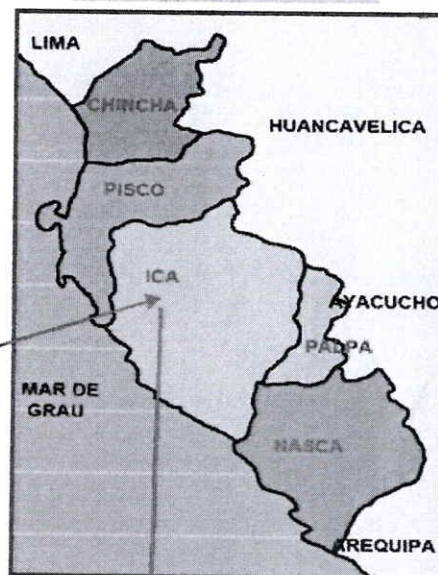 LIMA
CHINCHA
HUANCAVELICA
PISCO
ICA
AYACUCHO
PALPA
MAR DE
GRAU
NASCA
AREQUIPA